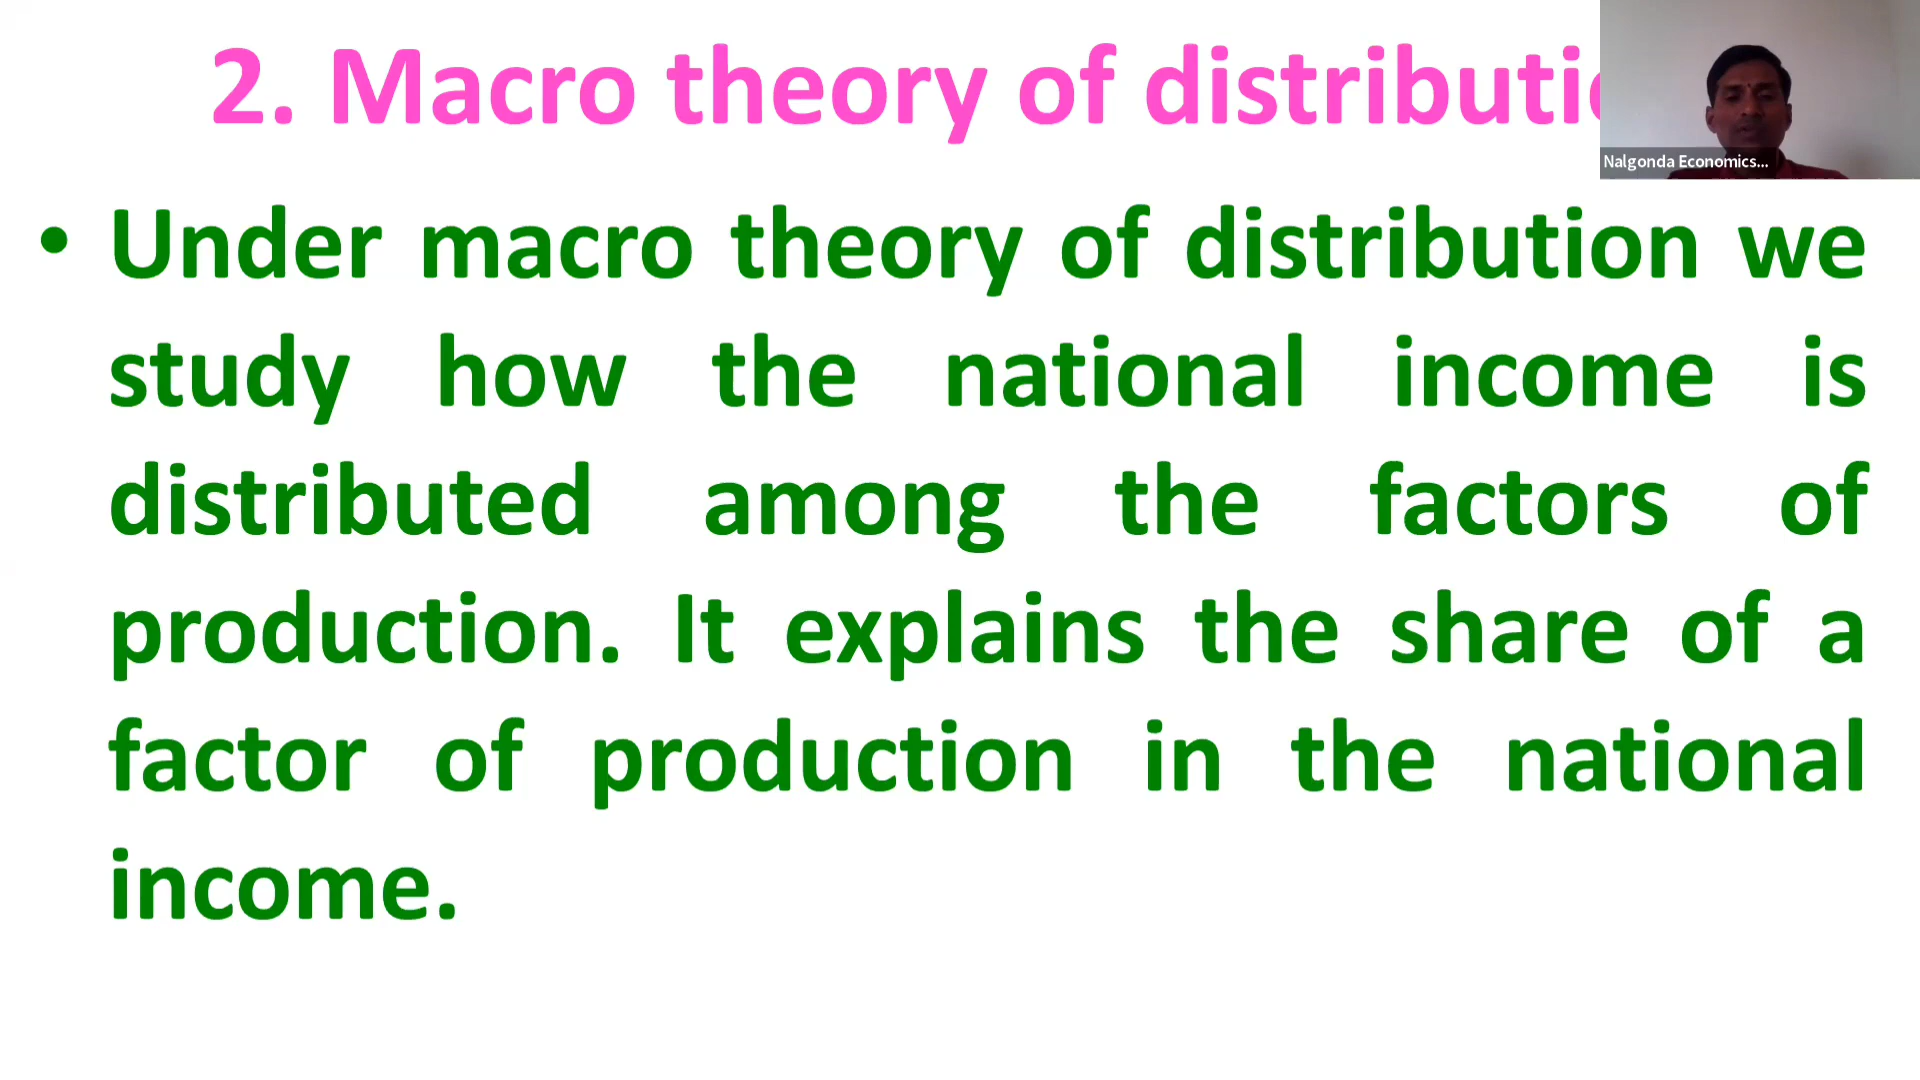 2. Macro theory of distributi
Nalgonda Economics...
• Under macro theory of distribution we
study how the national income is
distributed among the factors of
production. It explains the share of a
factor of production in the national
income.